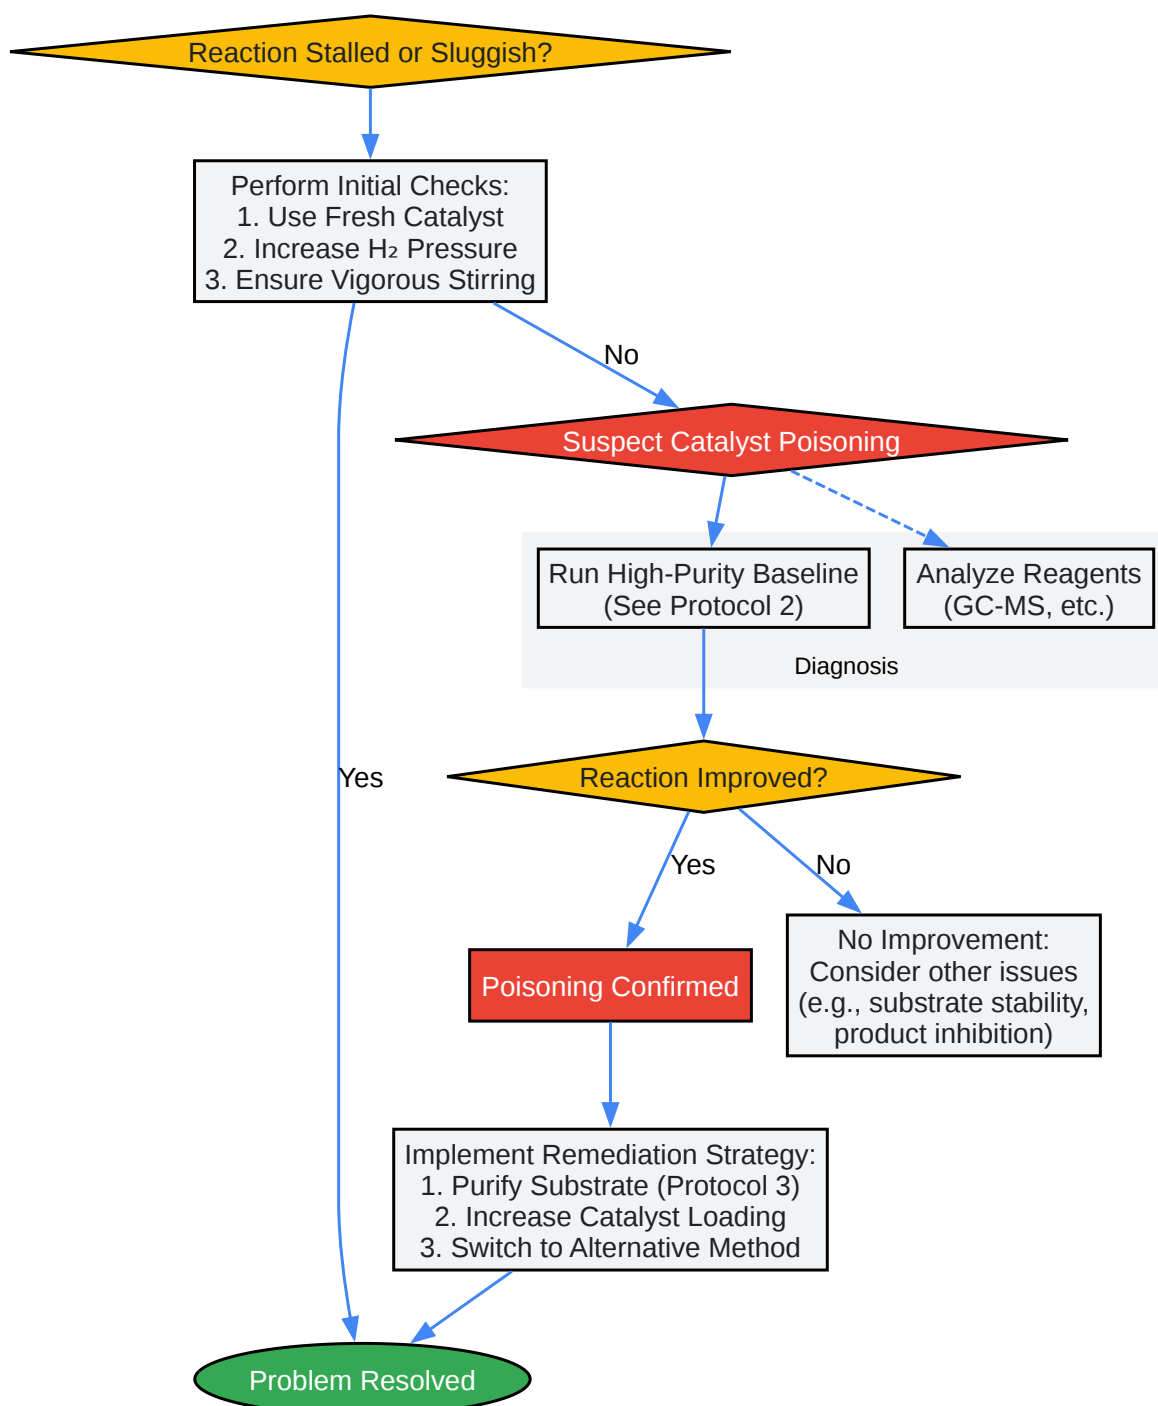 Reaction Stalled or Sluggish?
Perform Initial Checks:
1. Use Fresh Catalyst
2. Increase H₂ Pressure
3. Ensure Vigorous Stirring
No
Suspect Catalyst Poisoning
Run High-Purity Baseline
(See Protocol 2)
Analyze Reagents
(GC-MS, etc.)
Diagnosis
Yes
Reaction Improved?
Yes
No
No Improvement:
Consider other issues
(e.g., substrate stability,
product inhibition)
Poisoning Confirmed
Implement Remediation Strategy:
1. Purify Substrate (Protocol 3)
2. Increase Catalyst Loading
3. Switch to Alternative Method
Problem Resolved